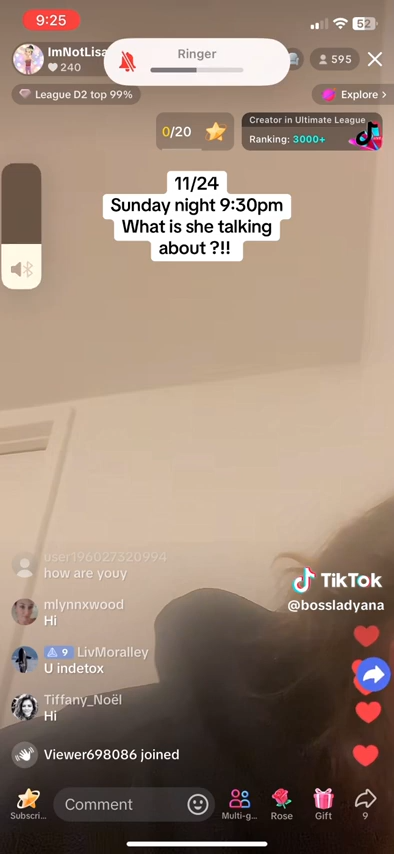 9:25
52
Ringer
ImNotLisa
240
595
League D2 top 99%
Explore >
0/20
Creator in Ultimate League
Ranking: 3000+
11/24
Sunday night 9:30pm
What is she talking
about ?!!
user196027320994
how are youy
mlynnxwood
Hi
9 LivMoralley
U indetox
Tiffany_Noël
Hi
Viewer698086 joined
TikTok
@bossladyana
Subscri...
Comment
Multi-g...
Rose
Gift
9